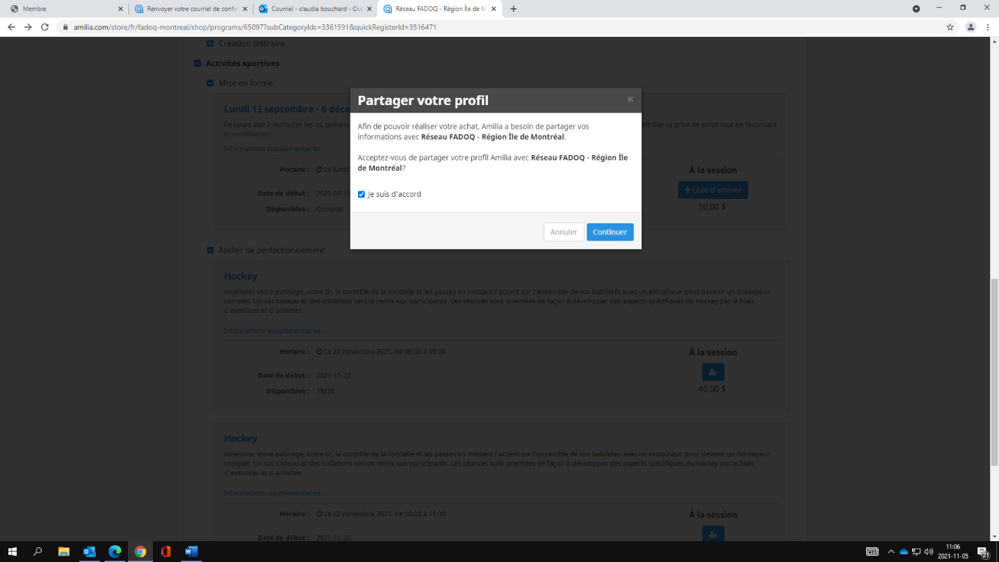 Membre
Renvoyer votre courriel de confir
Courriel - claudia bouchard - Out
Réseau FADOQ - Région Île de M
amilia.com/store/fr/fadoq-montreal/shop/programs/65097?subCategoryIds=3361591&quickRegisterId=3516471
Création littéraire
Activités sportives
Mise en forme
Lundi 13 septembre - 6 déce
Partager votre profil
Ce cours vise à renforcer les os, préserv
ntrôler la prise de poids tout en favorisant
la socialisation.
Informations supplémentaires ...
Afin de pouvoir réaliser votre achat, Amilia a besoin de partager vos
informations avec Réseau FADOQ - Région Île de Montréal.
Acceptez-vous de partager votre profil Amilia avec Réseau FADOQ - Région Île
de Montréal?
Je suis d'accord
Annuler
Continuer
Horaire : Le lundi
À la session
Date de début : 2021-09-13
Liste d'attente
Disponibles : Complet
50,00 $
Atelier de perfectionnement
Hockey
Améliorer votre patinage, votre tir, le contrôle de la rondelle et les passes en mettant l'accent sur l'ensemble de vos habiletés avec un entraîneur pour devenir un hockeyeur
complet. Un sac cadeau et des collations seront remis aux participants. Les séances sont orientées de façon à développer des aspects spécifiques du hockey par le biais
d'exercices et d'activités.
Informations supplémentaires ...
Horaire : Le 22 novembre 2021, de 08:00 à 09:30
À la session
Date de début : 2021-11-22
Disponibles : 19/20
40,00 $
Hockey
Améliorer votre patinage, votre tir, le contrôle de la rondelle et les passes en mettant l'accent sur l'ensemble de vos habiletés avec un entraîneur pour devenir un hockeyeur
complet. Un sac cadeau et des collations seront remis aux participants. Les séances sont orientées de façon à développer des aspects spécifiques du hockey par le biais
d'exercices et d'activités.
Informations supplémentaires ...
Horaire : Le 22 novembre 2021, de 10:00 à 11:30
À la session
Date de début : 2021-11-22
11:06
2021-11-05
21